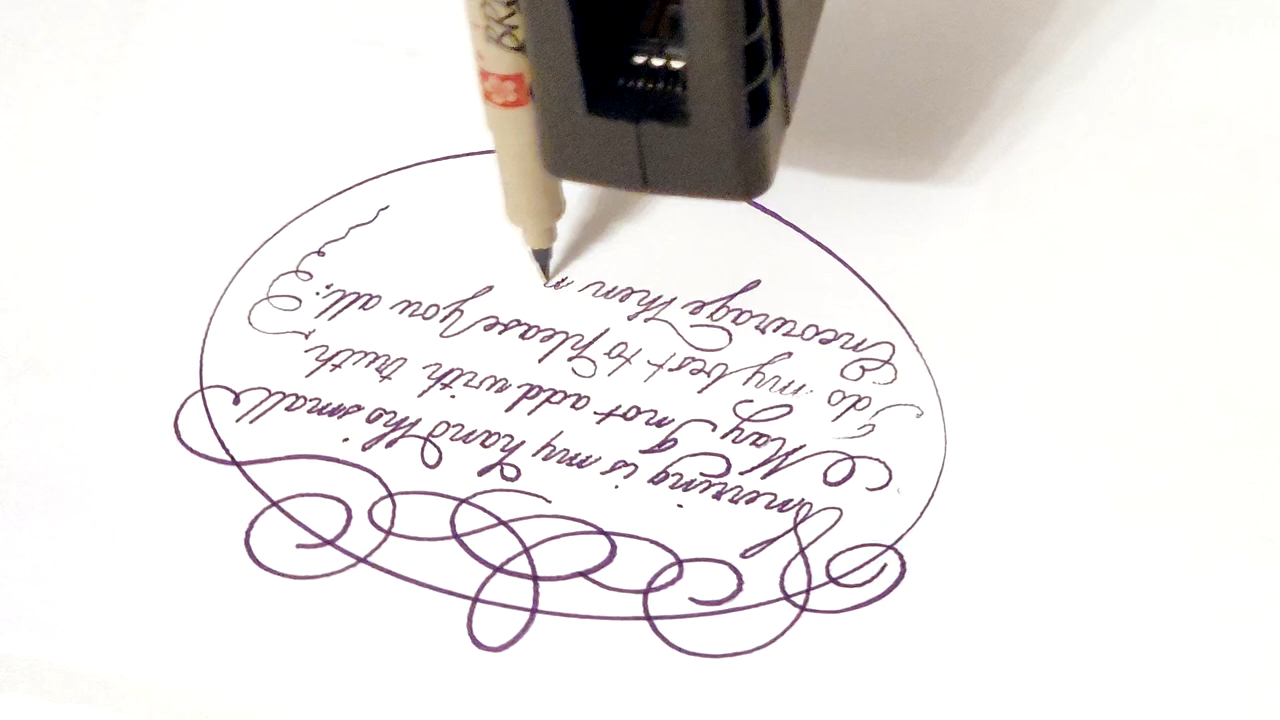 Unerring is my hand tho small
May I not add with truth
I do my best to please you all:
Encourage then